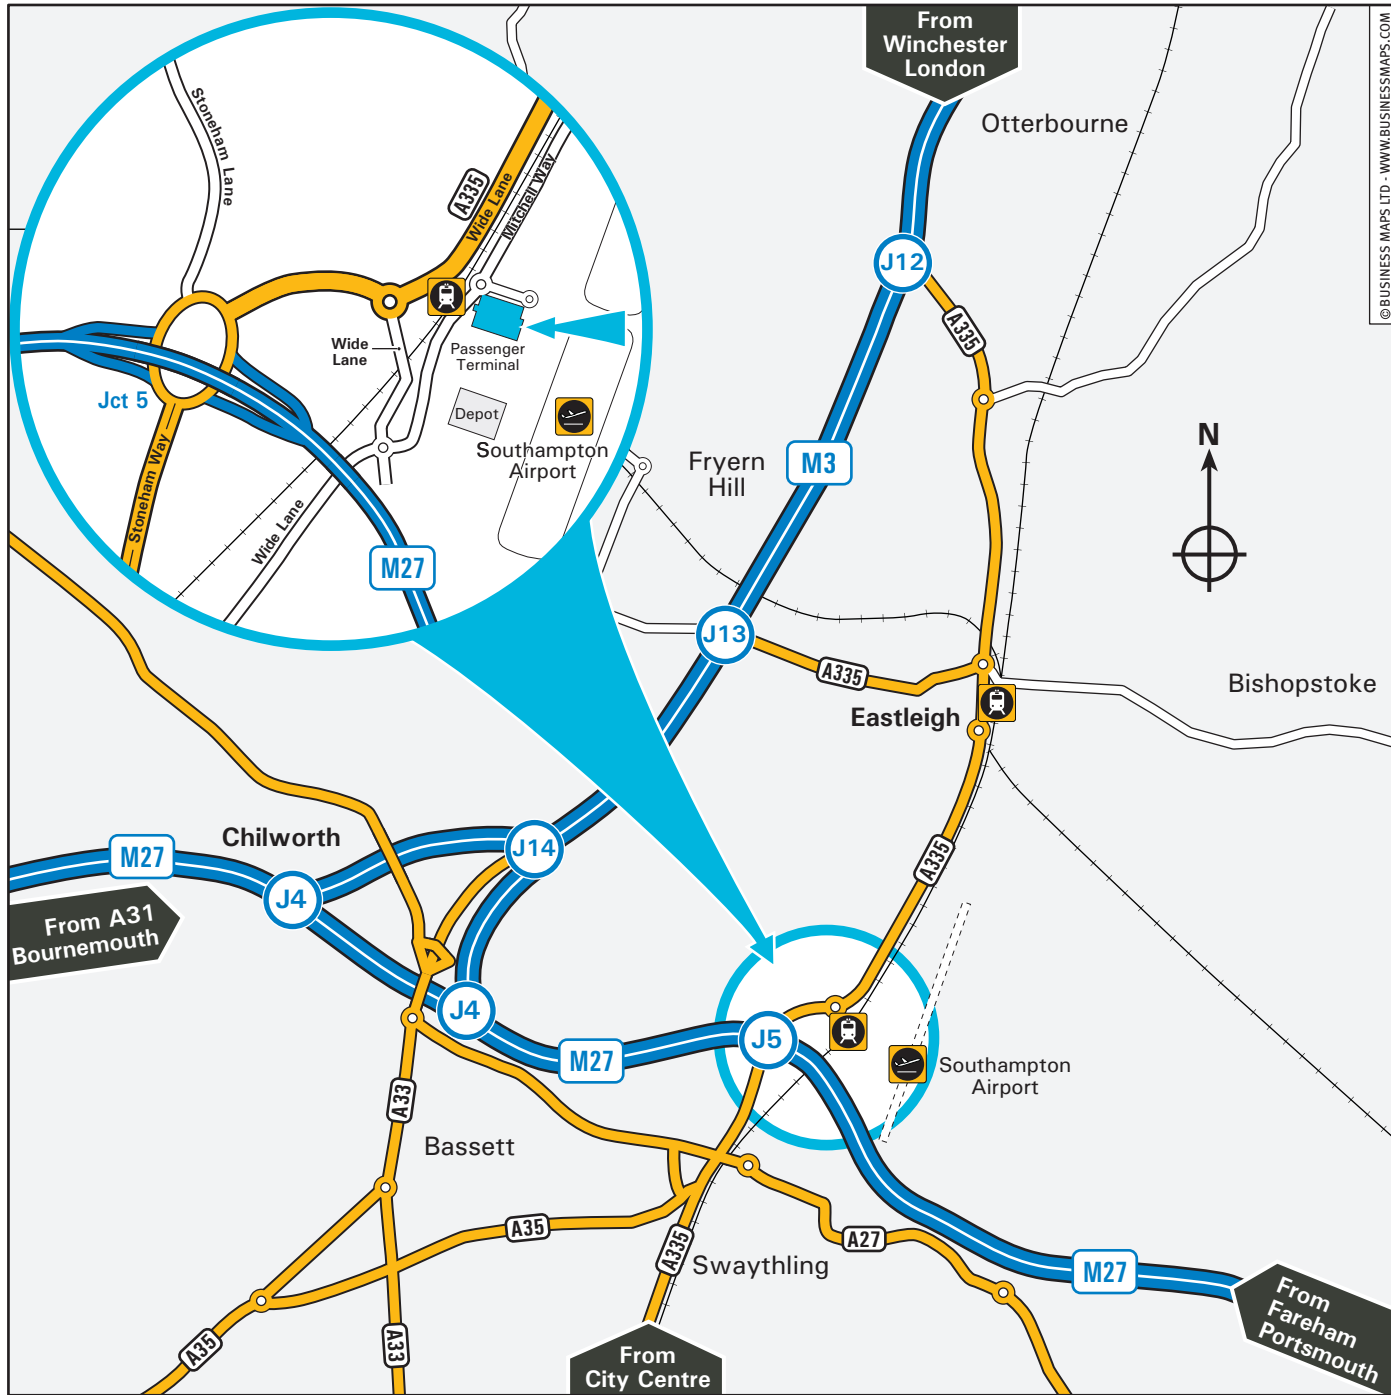 From
Winchester
London
© BUSINESS MAPS LTD - WWW.BUSINESSMAPS.COM
Otterbourne
Stoneham Lane
A335
Wide Lane
Mitchell Way
J12
A335
Wide
Lane
Passenger
Terminal
Jct 5
Depot
Southampton
Airport
Stoneham Way
Wide Lane
M27
Fryern
Hill
M3
N
J13
A335
Bishopstoke
Eastleigh
Chilworth
M27
J14
J4
A335
From A31
Bournemouth
J4
J5
M27
Southampton
Airport
A33
Bassett
A35
A335
A27
Swaythling
M27
From
Fareham
Portsmouth
A35
A33
From
City Centre